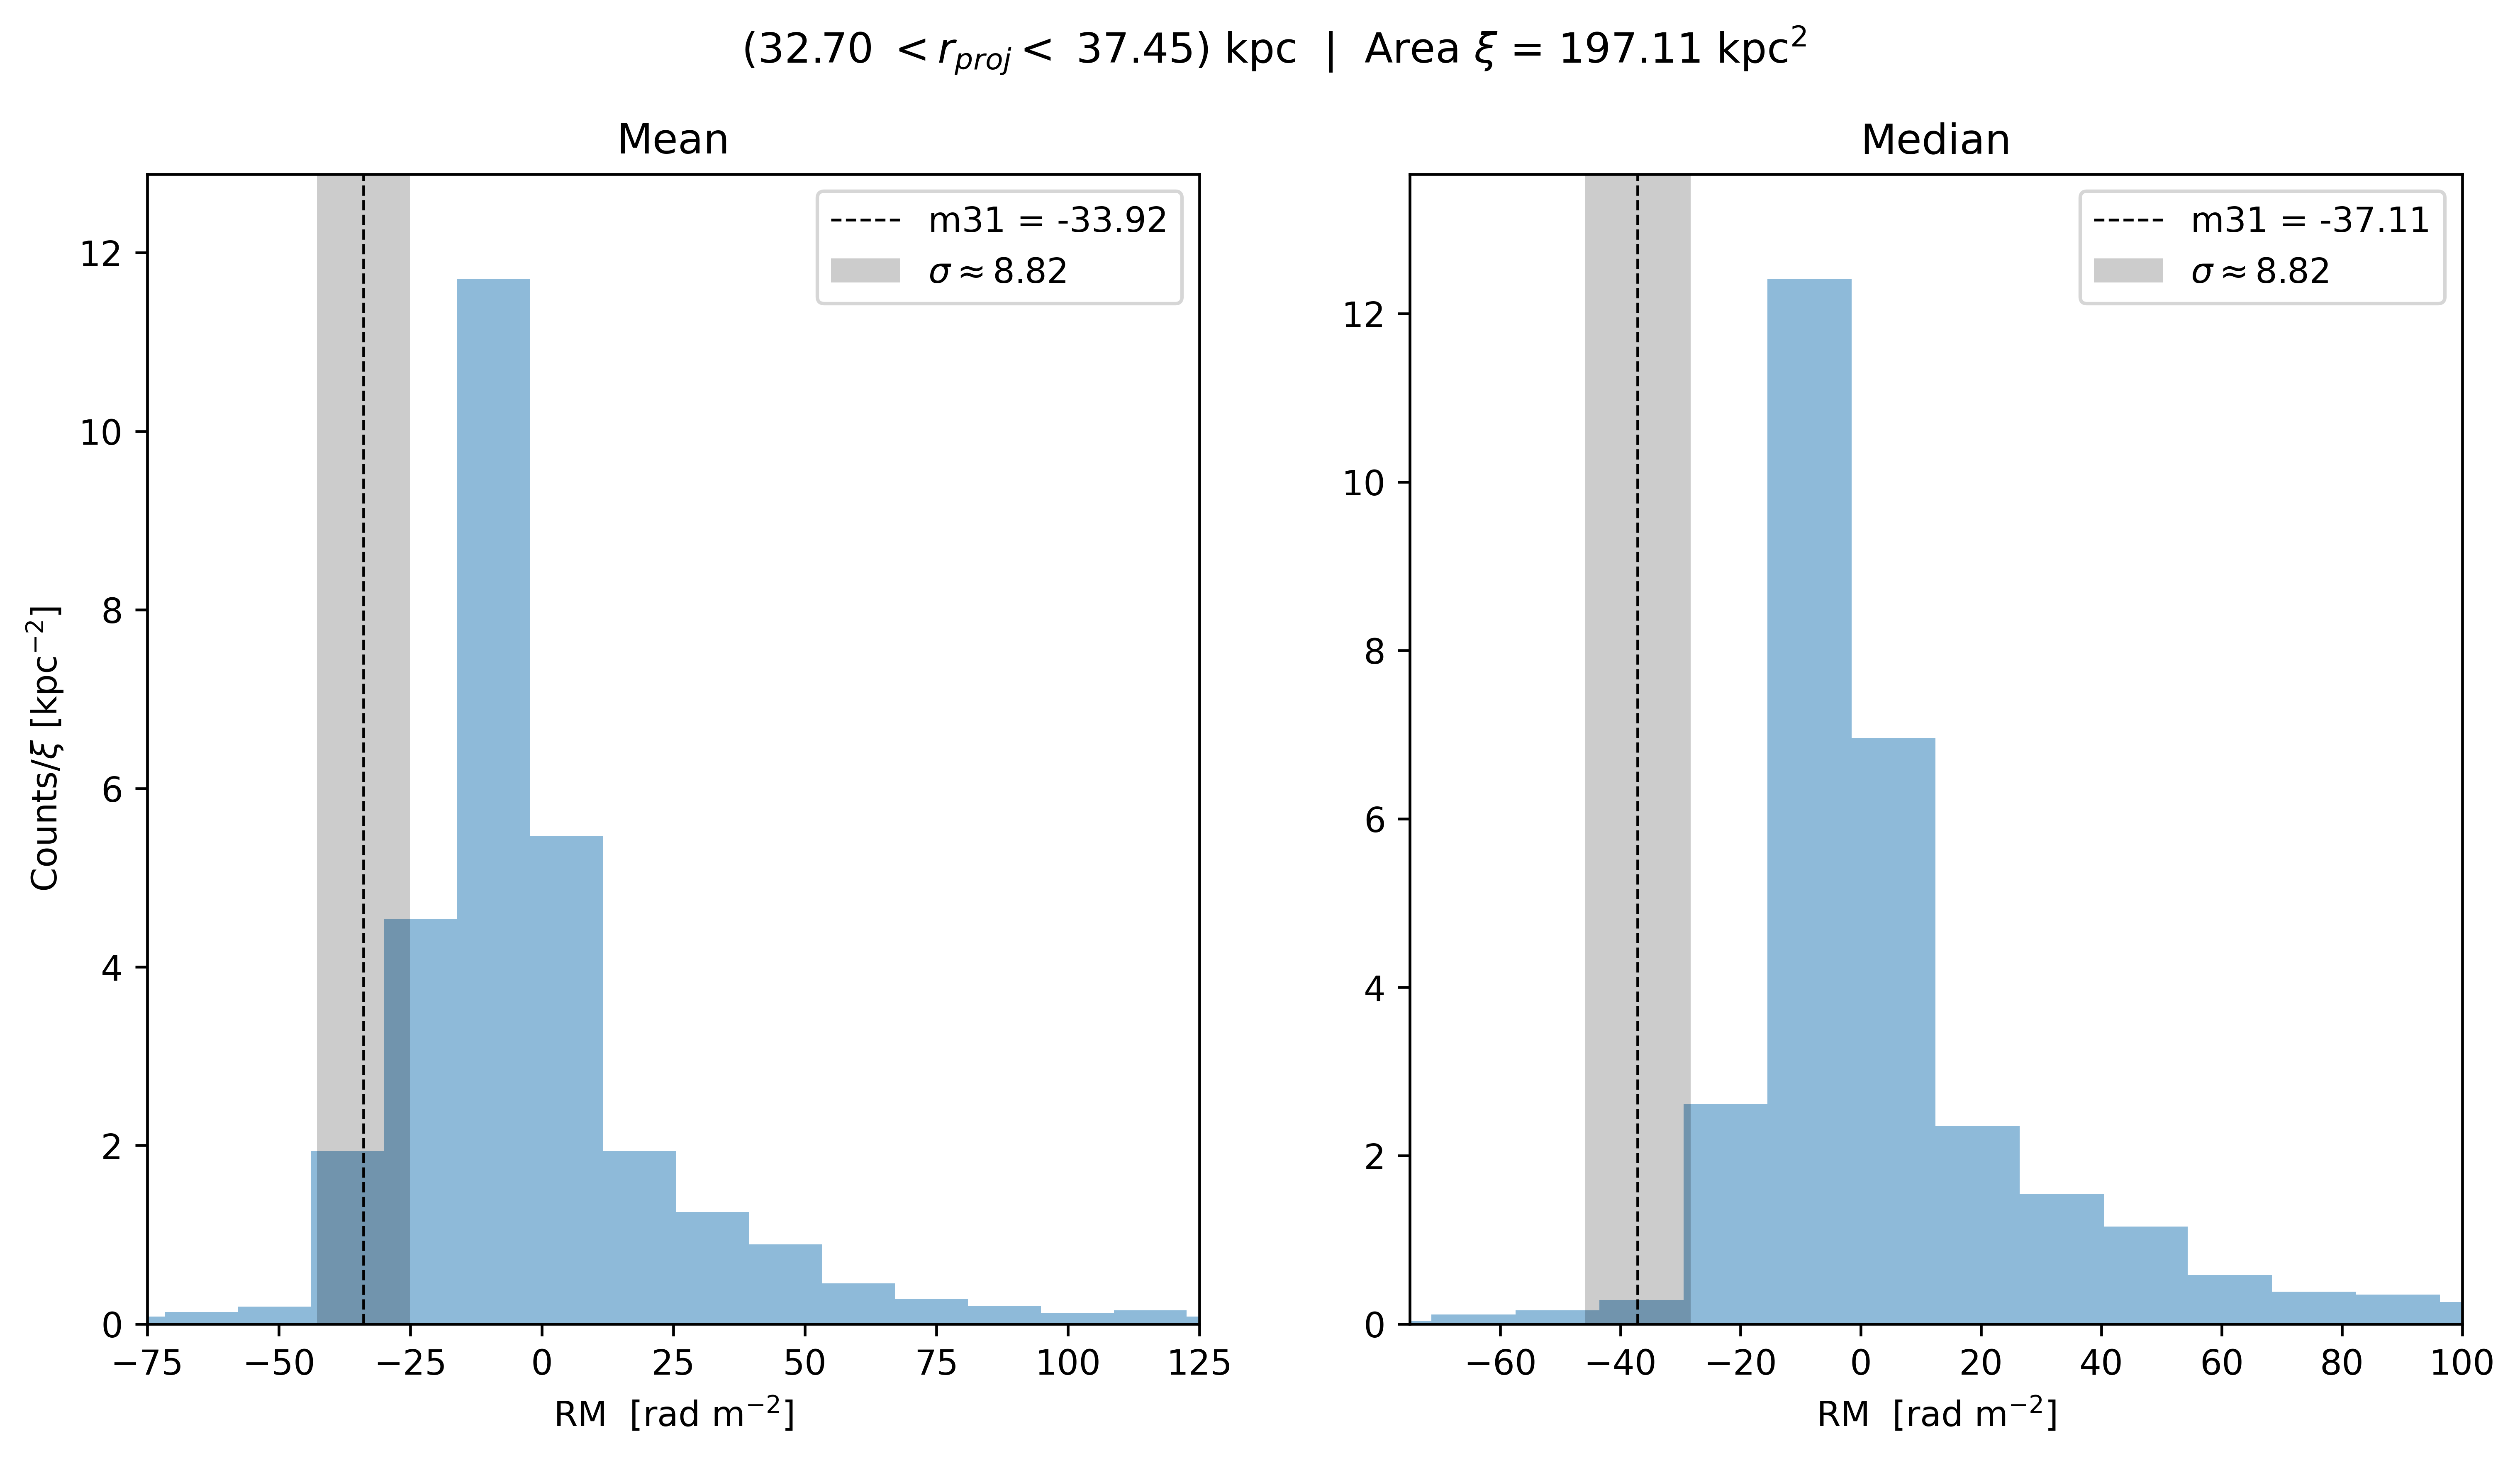 (32.70 < r_proj < 37.45) kpc | Area ξ = 197.11 kpc²
Mean
m31 = -33.92
σ ≈ 8.82
12
10
8
6
4
2
0
Counts/ξ [kpc⁻²]
−75 −50 −25 0 25 50 75 100 125
RM [rad m⁻²]
Median
m31 = -37.11
σ ≈ 8.82
12
10
8
6
4
2
0
−60 −40 −20 0 20 40 60 80 100
RM [rad m⁻²]